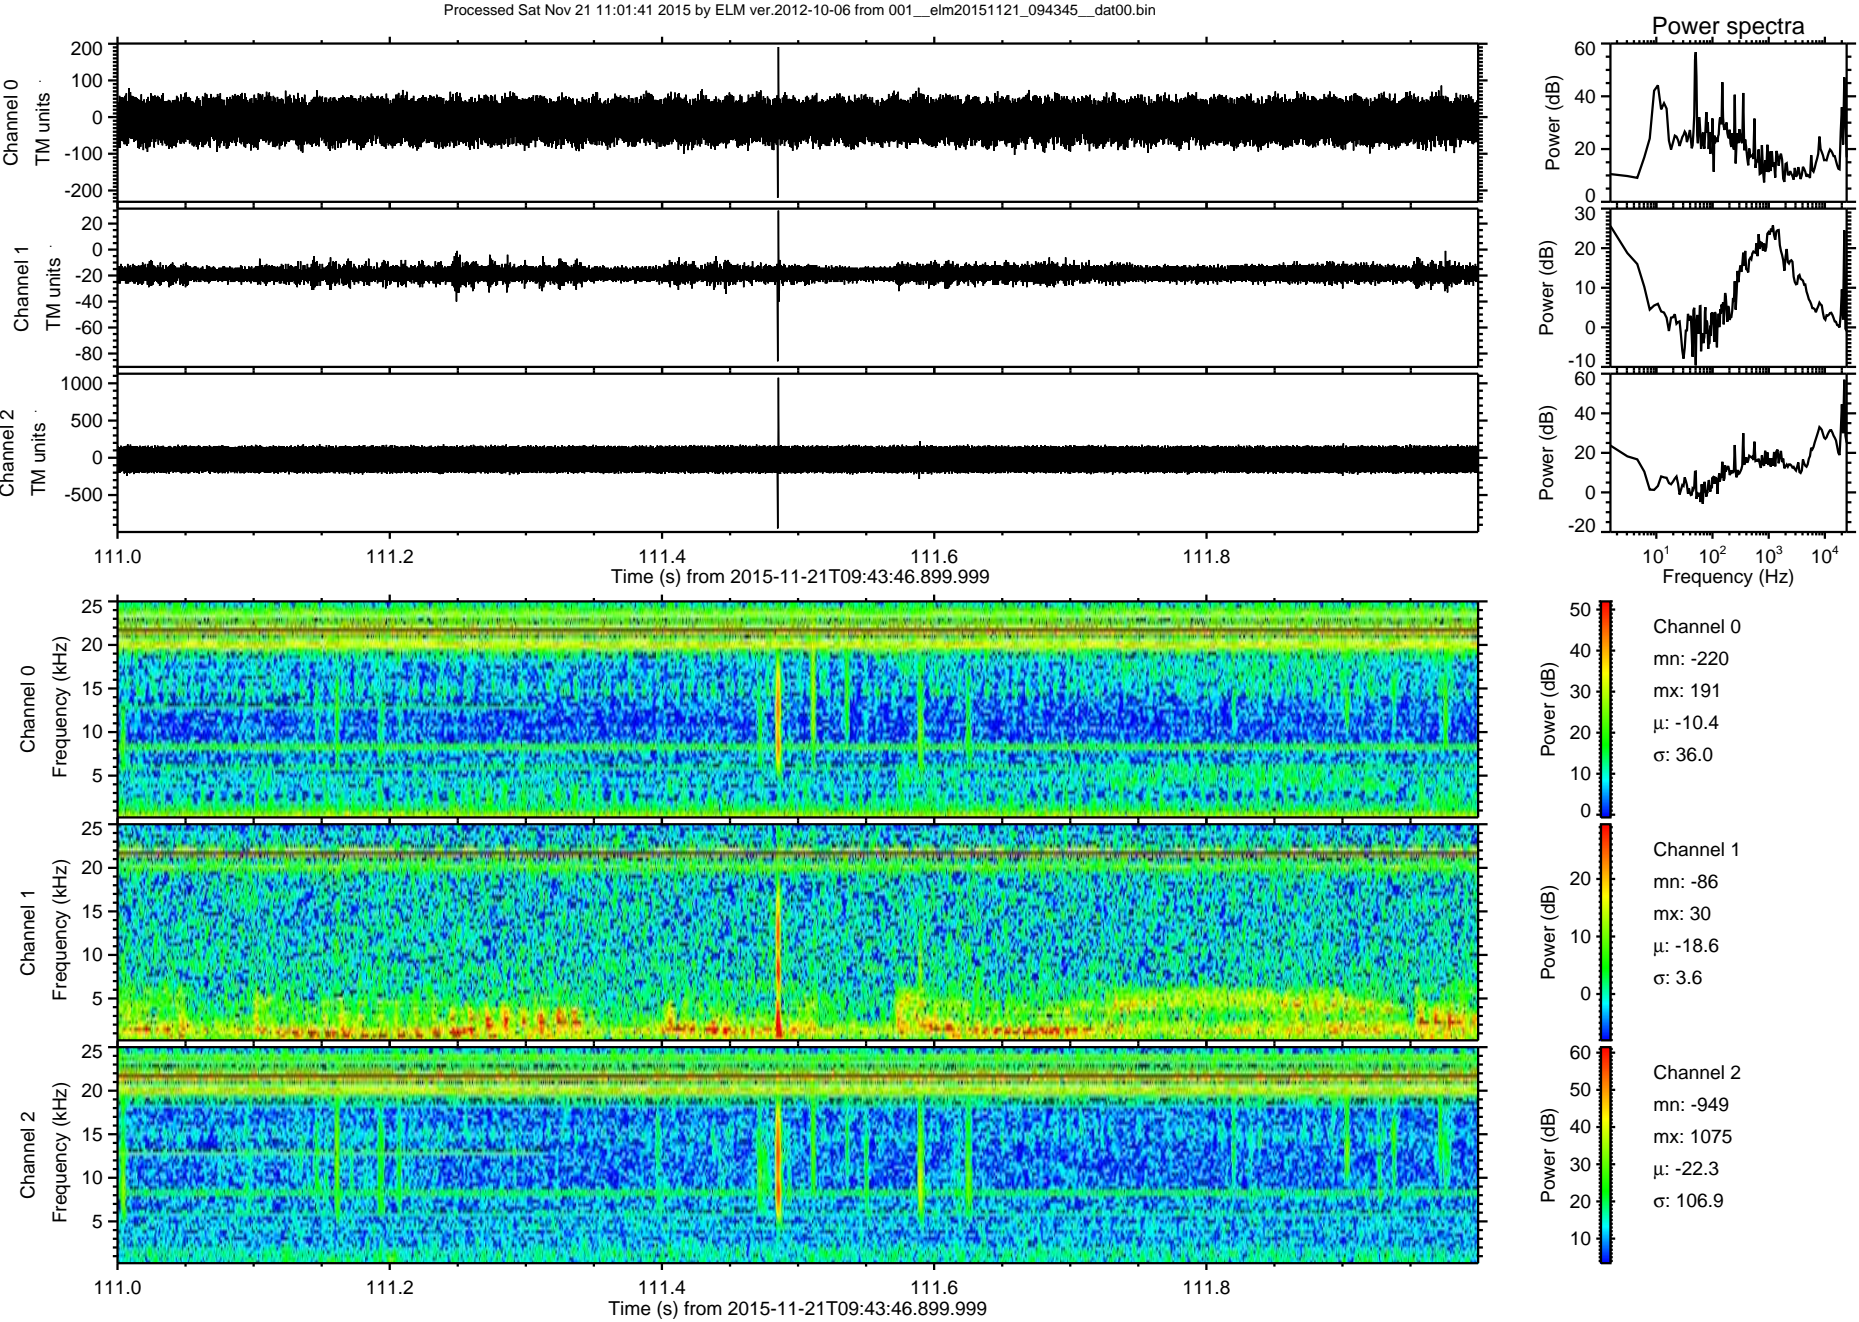 Processed Sat Nov 21 11:01:41 2015 by ELM ver.2012-10-06 from 001__elm20151121_094345__dat00.bin
Power spectra
Channel 0
TM units
200
100
0
-100
-200
Power (dB)
60
40
20
0
Channel 1
TM units
20
0
-20
-40
-60
-80
Power (dB)
30
20
10
0
-10
Channel 2
TM units
1000
500
0
-500
Power (dB)
60
40
20
0
-20
111.0 111.2 111.4 111.6 111.8
Time (s) from 2015-11-21T09:43:46.899.999
10¹ 10² 10³ 10⁴
Frequency (Hz)
Channel 0
Frequency (kHz)
25
20
15
10
5
Power (dB)
50
40
30
20
10
0
Channel 0
mn: -220
mx: 191
μ: -10.4
σ: 36.0
Channel 1
Frequency (kHz)
25
20
15
10
5
Power (dB)
20
10
0
Channel 1
mn: -86
mx: 30
μ: -18.6
σ: 3.6
Channel 2
Frequency (kHz)
25
20
15
10
5
Power (dB)
60
50
40
30
20
10
Channel 2
mn: -949
mx: 1075
μ: -22.3
σ: 106.9
111.0 111.2 111.4 111.6 111.8
Time (s) from 2015-11-21T09:43:46.899.999